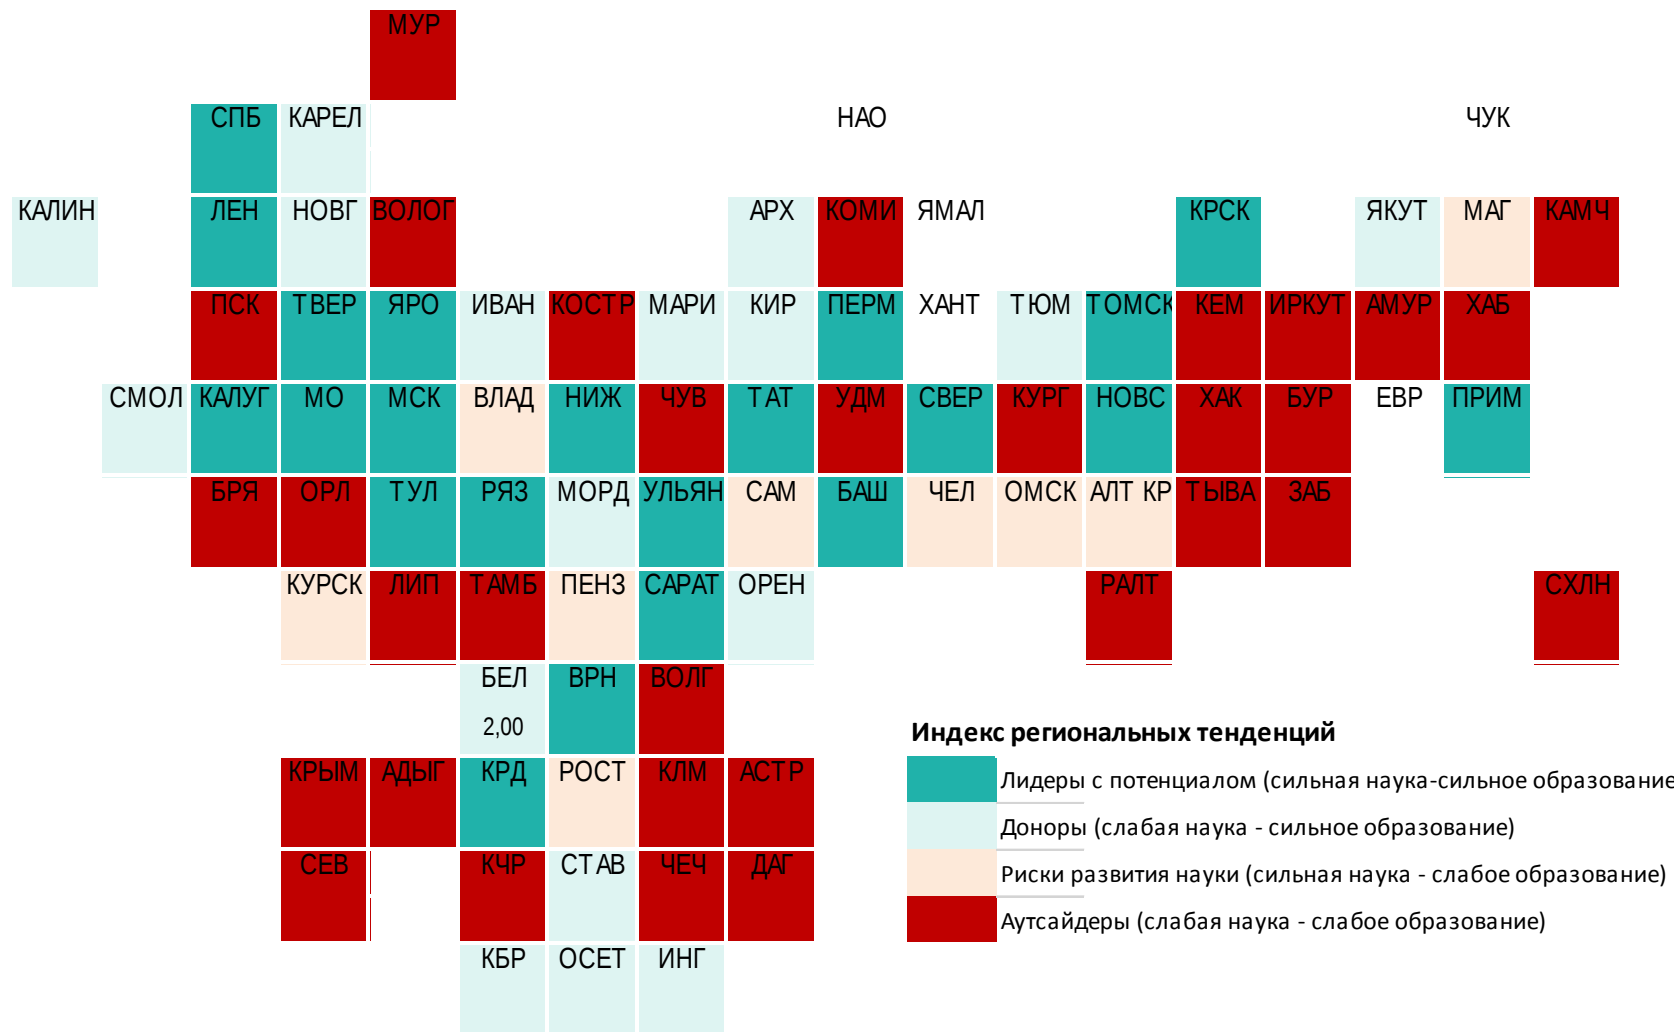 МУР
СПБ КАРЕЛ НАО ЧУК
КАЛИН ЛЕН НОВГ ВОЛОГ АРХ КОМИ ЯМАЛ КРСК ЯКУТ МАГ КАМЧ
ПСК ТВЕР ЯРО ИВАН КОСТР МАРИ КИР ПЕРМ ХАНТ ТЮМ ТОМСК КЕМ ИРКУТ АМУР ХАБ
СМОЛ КАЛУГ МО МСК ВЛАД НИЖ ЧУВ ТАТ УДМ СВЕР КУРГ НОВС ХАК БУР ЕВР ПРИМ
БРЯ ОРЛ ТУЛ РЯЗ МОРД УЛЬЯН САМ БАШ ЧЕЛ ОМСК АЛТ КР ТЫВА ЗАБ
КУРСК ЛИП ТАМБ ПЕНЗ САРАТ ОРЕН РАЛТ СХЛН
БЕЛ ВРН ВОЛГ
2,00
КРЫМ АДЫГ КРД РОСТ КЛМ АСТР
СЕВ КЧР СТАВ ЧЕЧ ДАГ
КБР ОСЕТ ИНГ
Индекс региональных тенденций
Лидеры с потенциалом (сильная наука-сильное образование
Доноры (слабая наука - сильное образование)
Риски развития науки (сильная наука - слабое образование)
Аутсайдеры (слабая наука - слабое образование)